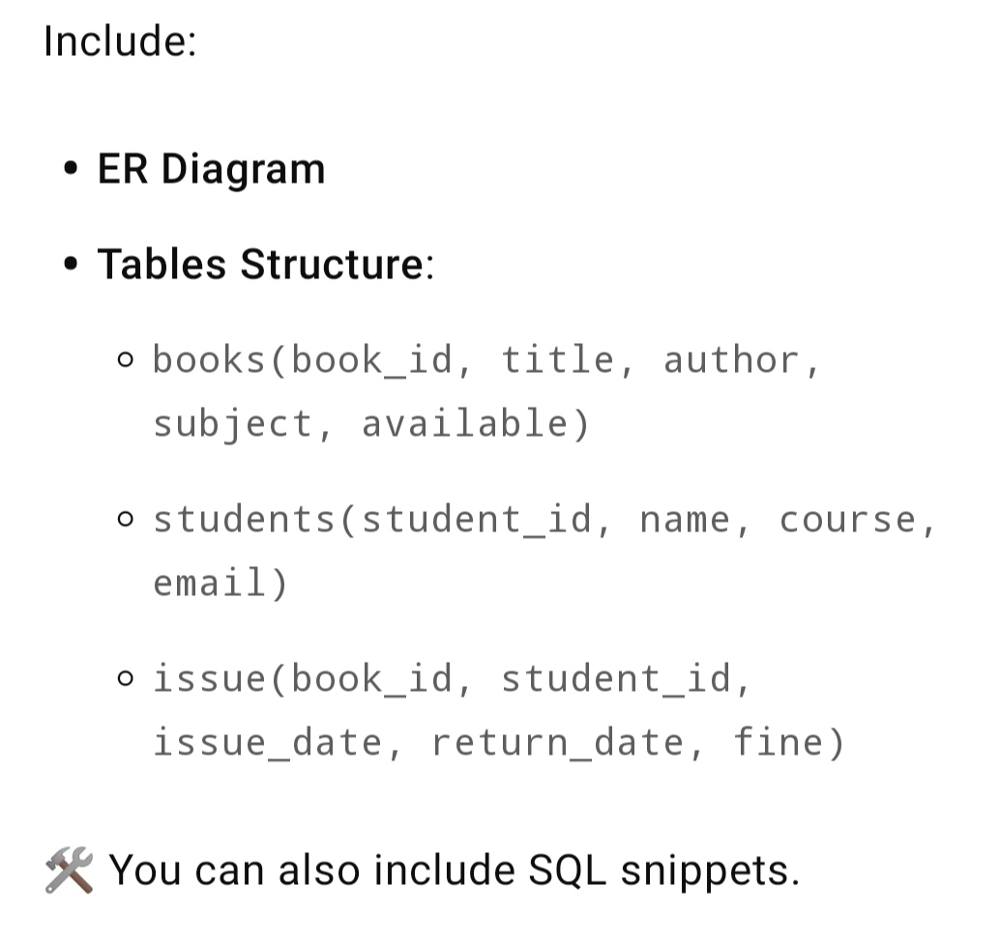 Include:
• ER Diagram
• Tables Structure:
books(book_id, title, author,
subject, available)
students(student_id, name, course,
email)
issue(book_id, student_id,
issue_date, return_date, fine)
🛠 You can also include SQL snippets.